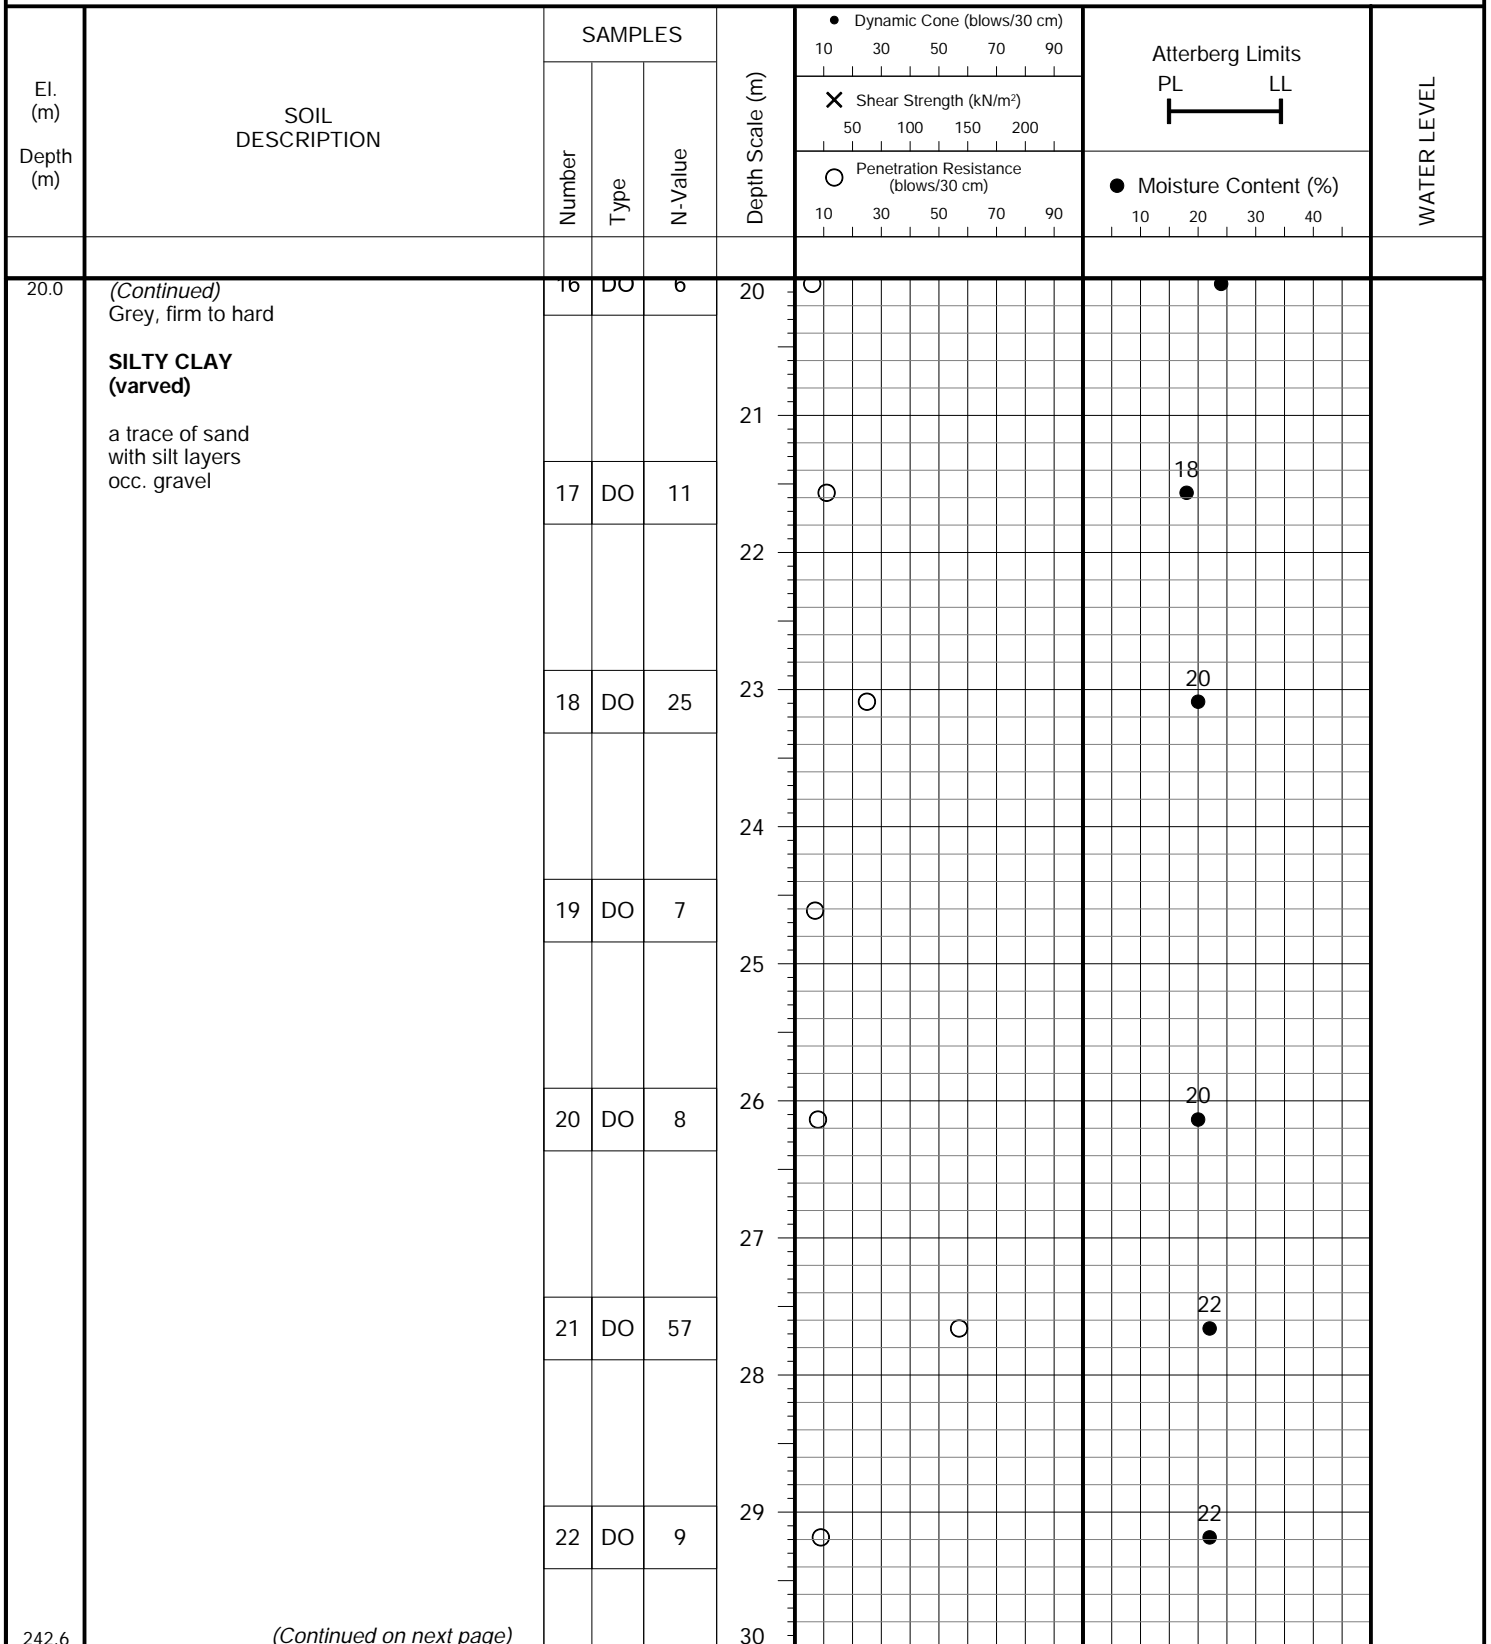 El.
(m)
Depth
(m)
SOIL
DESCRIPTION
SAMPLES
Number
Type
N-Value
Depth Scale (m)
Dynamic Cone (blows/30 cm)
10 30 50 70 90
Shear Strength (kN/m²)
50 100 150 200
Penetration Resistance
(blows/30 cm)
10 30 50 70 90
Atterberg Limits
PL LL
Moisture Content (%)
10 20 30 40
WATER LEVEL
20.0
(Continued)
Grey, firm to hard
SILTY CLAY
(varved)
a trace of sand
with silt layers
occ. gravel
16 DO 6
20
21
18
17 DO 11
22
20
23
18 DO 25
24
19 DO 7
25
20
26
20 DO 8
27
22
21 DO 57
28
22
29
22 DO 9
242.6
(Continued on next page)
30